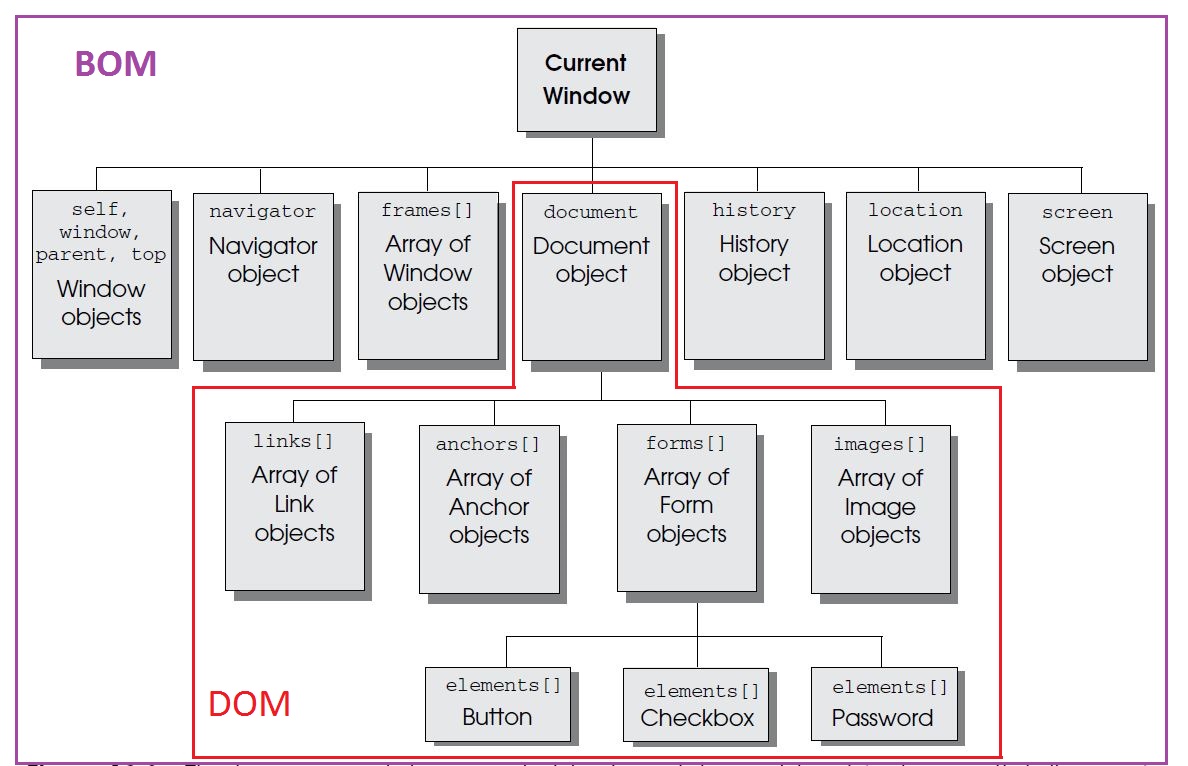 BOM
Current
Window
self,
window,
parent, top
Window
objects
navigator
Navigator
object
frames[]
Array of
Window
objects
document
Document
object
history
History
object
location
Location
object
screen
Screen
object
links[]
Array of
Link
objects
anchors[]
Array of
Anchor
objects
forms[]
Array of
Form
objects
images[]
Array of
Image
objects
DOM
elements[]
Button
elements[]
Checkbox
elements[]
Password